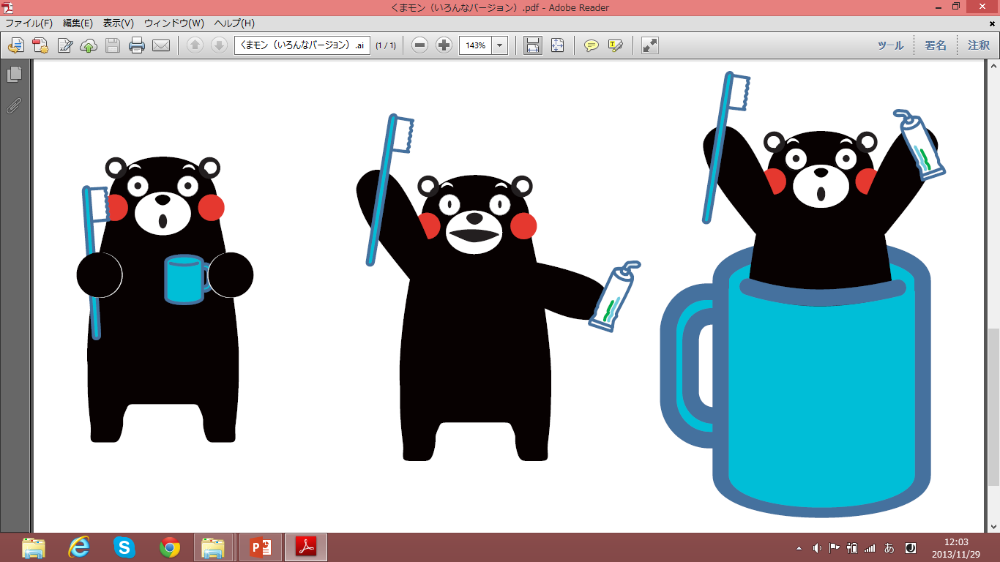 くまモン（いろんなバージョン）.pdf - Adobe Reader
ファイル(F) 編集(E) 表示(V) ウィンドウ(W) ヘルプ(H)
くまモン（いろんなバージョン）.ai (1 / 1) 143% ツール 署名 注釈
あ 12:03
2013/11/29